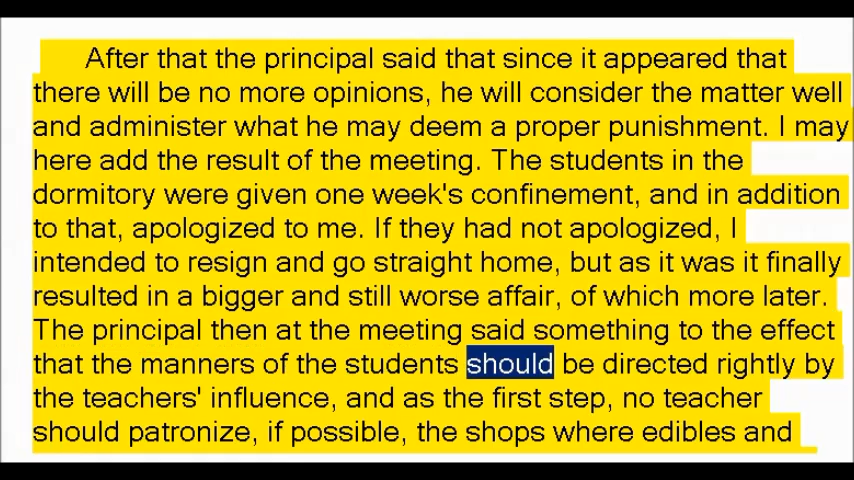 After that the principal said that since it appeared that
there will be no more opinions, he will consider the matter well
and administer what he may deem a proper punishment. I may
here add the result of the meeting. The students in the
dormitory were given one week's confinement, and in addition
to that, apologized to me. If they had not apologized, I
intended to resign and go straight home, but as it was it finally
resulted in a bigger and still worse affair, of which more later.
The principal then at the meeting said something to the effect
that the manners of the students should be directed rightly by
the teachers' influence, and as the first step, no teacher
should patronize, if possible, the shops where edibles and